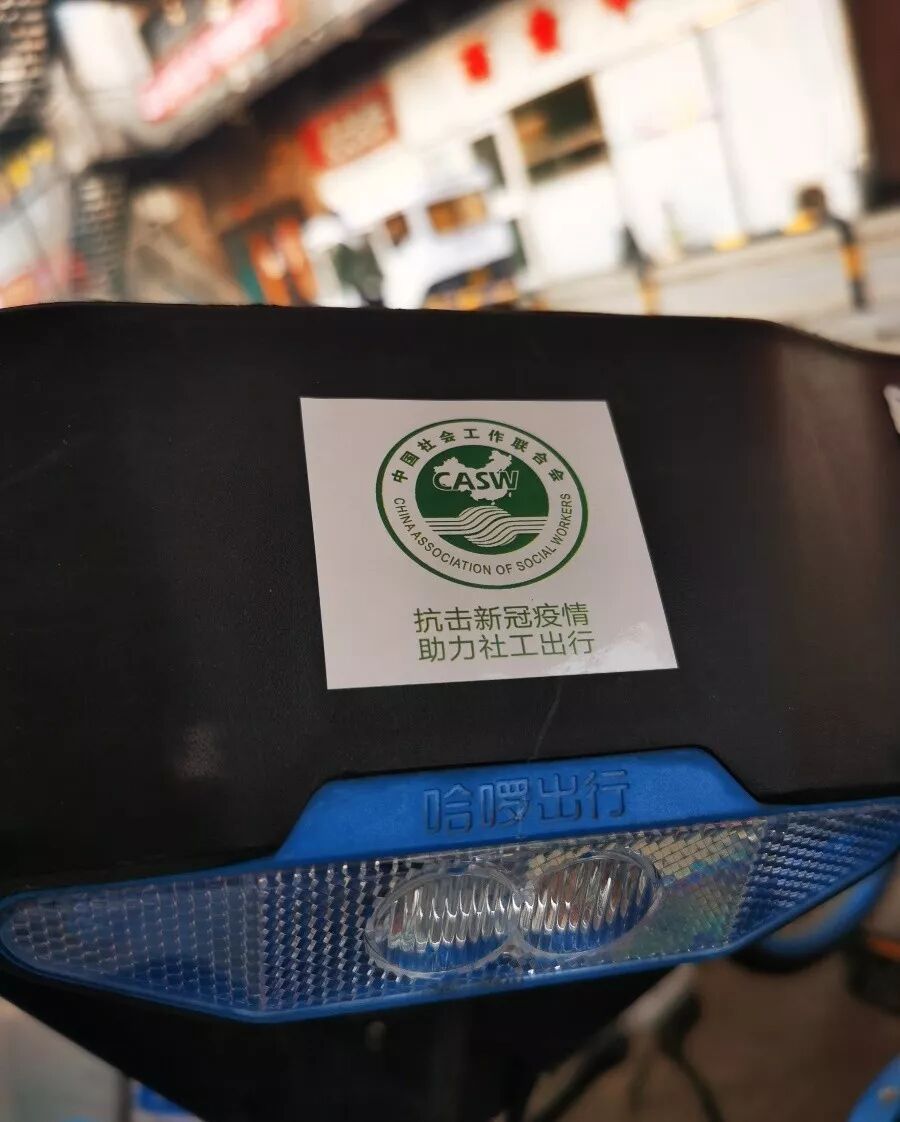 中国社会工作联合会
CASW
CHINA ASSOCIATION OF SOCIAL WORKERS
抗击新冠疫情
助力社工出行
哈啰出行